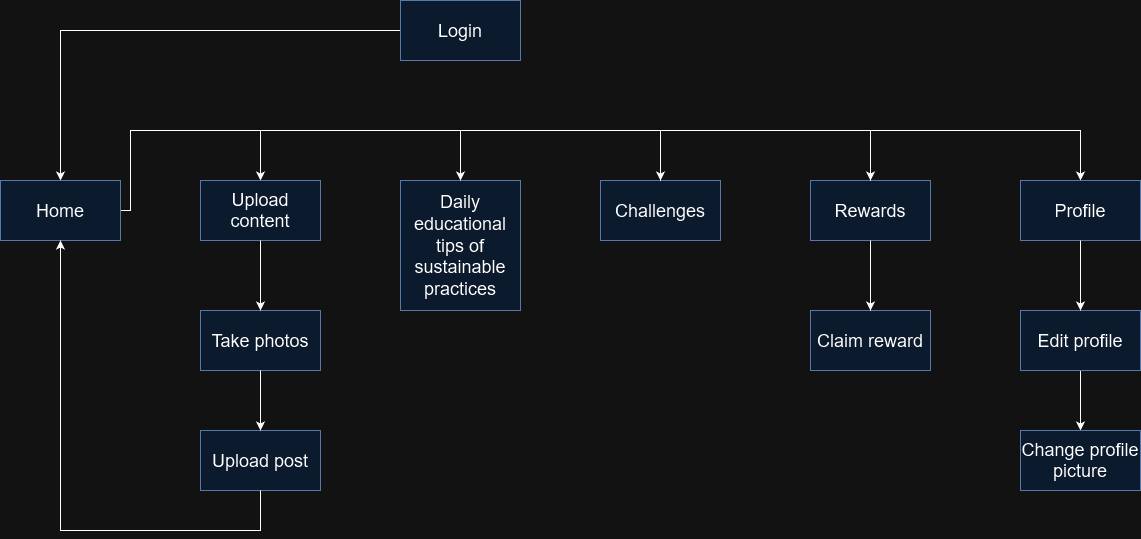 Login
Home
Upload
content
Daily
educational
tips of
sustainable
practices
Challenges
Rewards
Profile
Take photos
Claim reward
Edit profile
Upload post
Change profile
picture